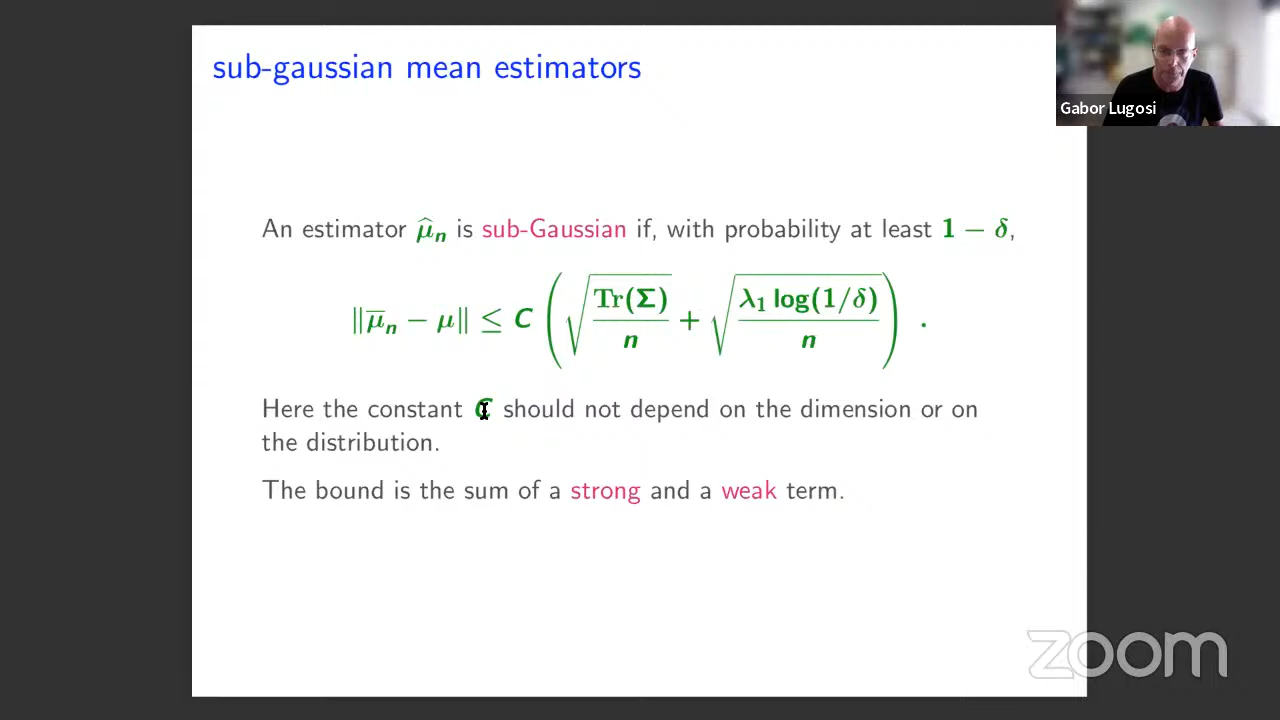 sub-gaussian mean estimators
Gabor Lugosi
An estimator μ̂ₙ is sub-Gaussian if, with probability at least 1 − δ,
‖μ̅ₙ − μ‖ ≤ C ( √(Tr(Σ)/n) + √(λ₁ log(1/δ)/n) ) .
Here the constant C should not depend on the dimension or on
the distribution.
The bound is the sum of a strong and a weak term.
zoom